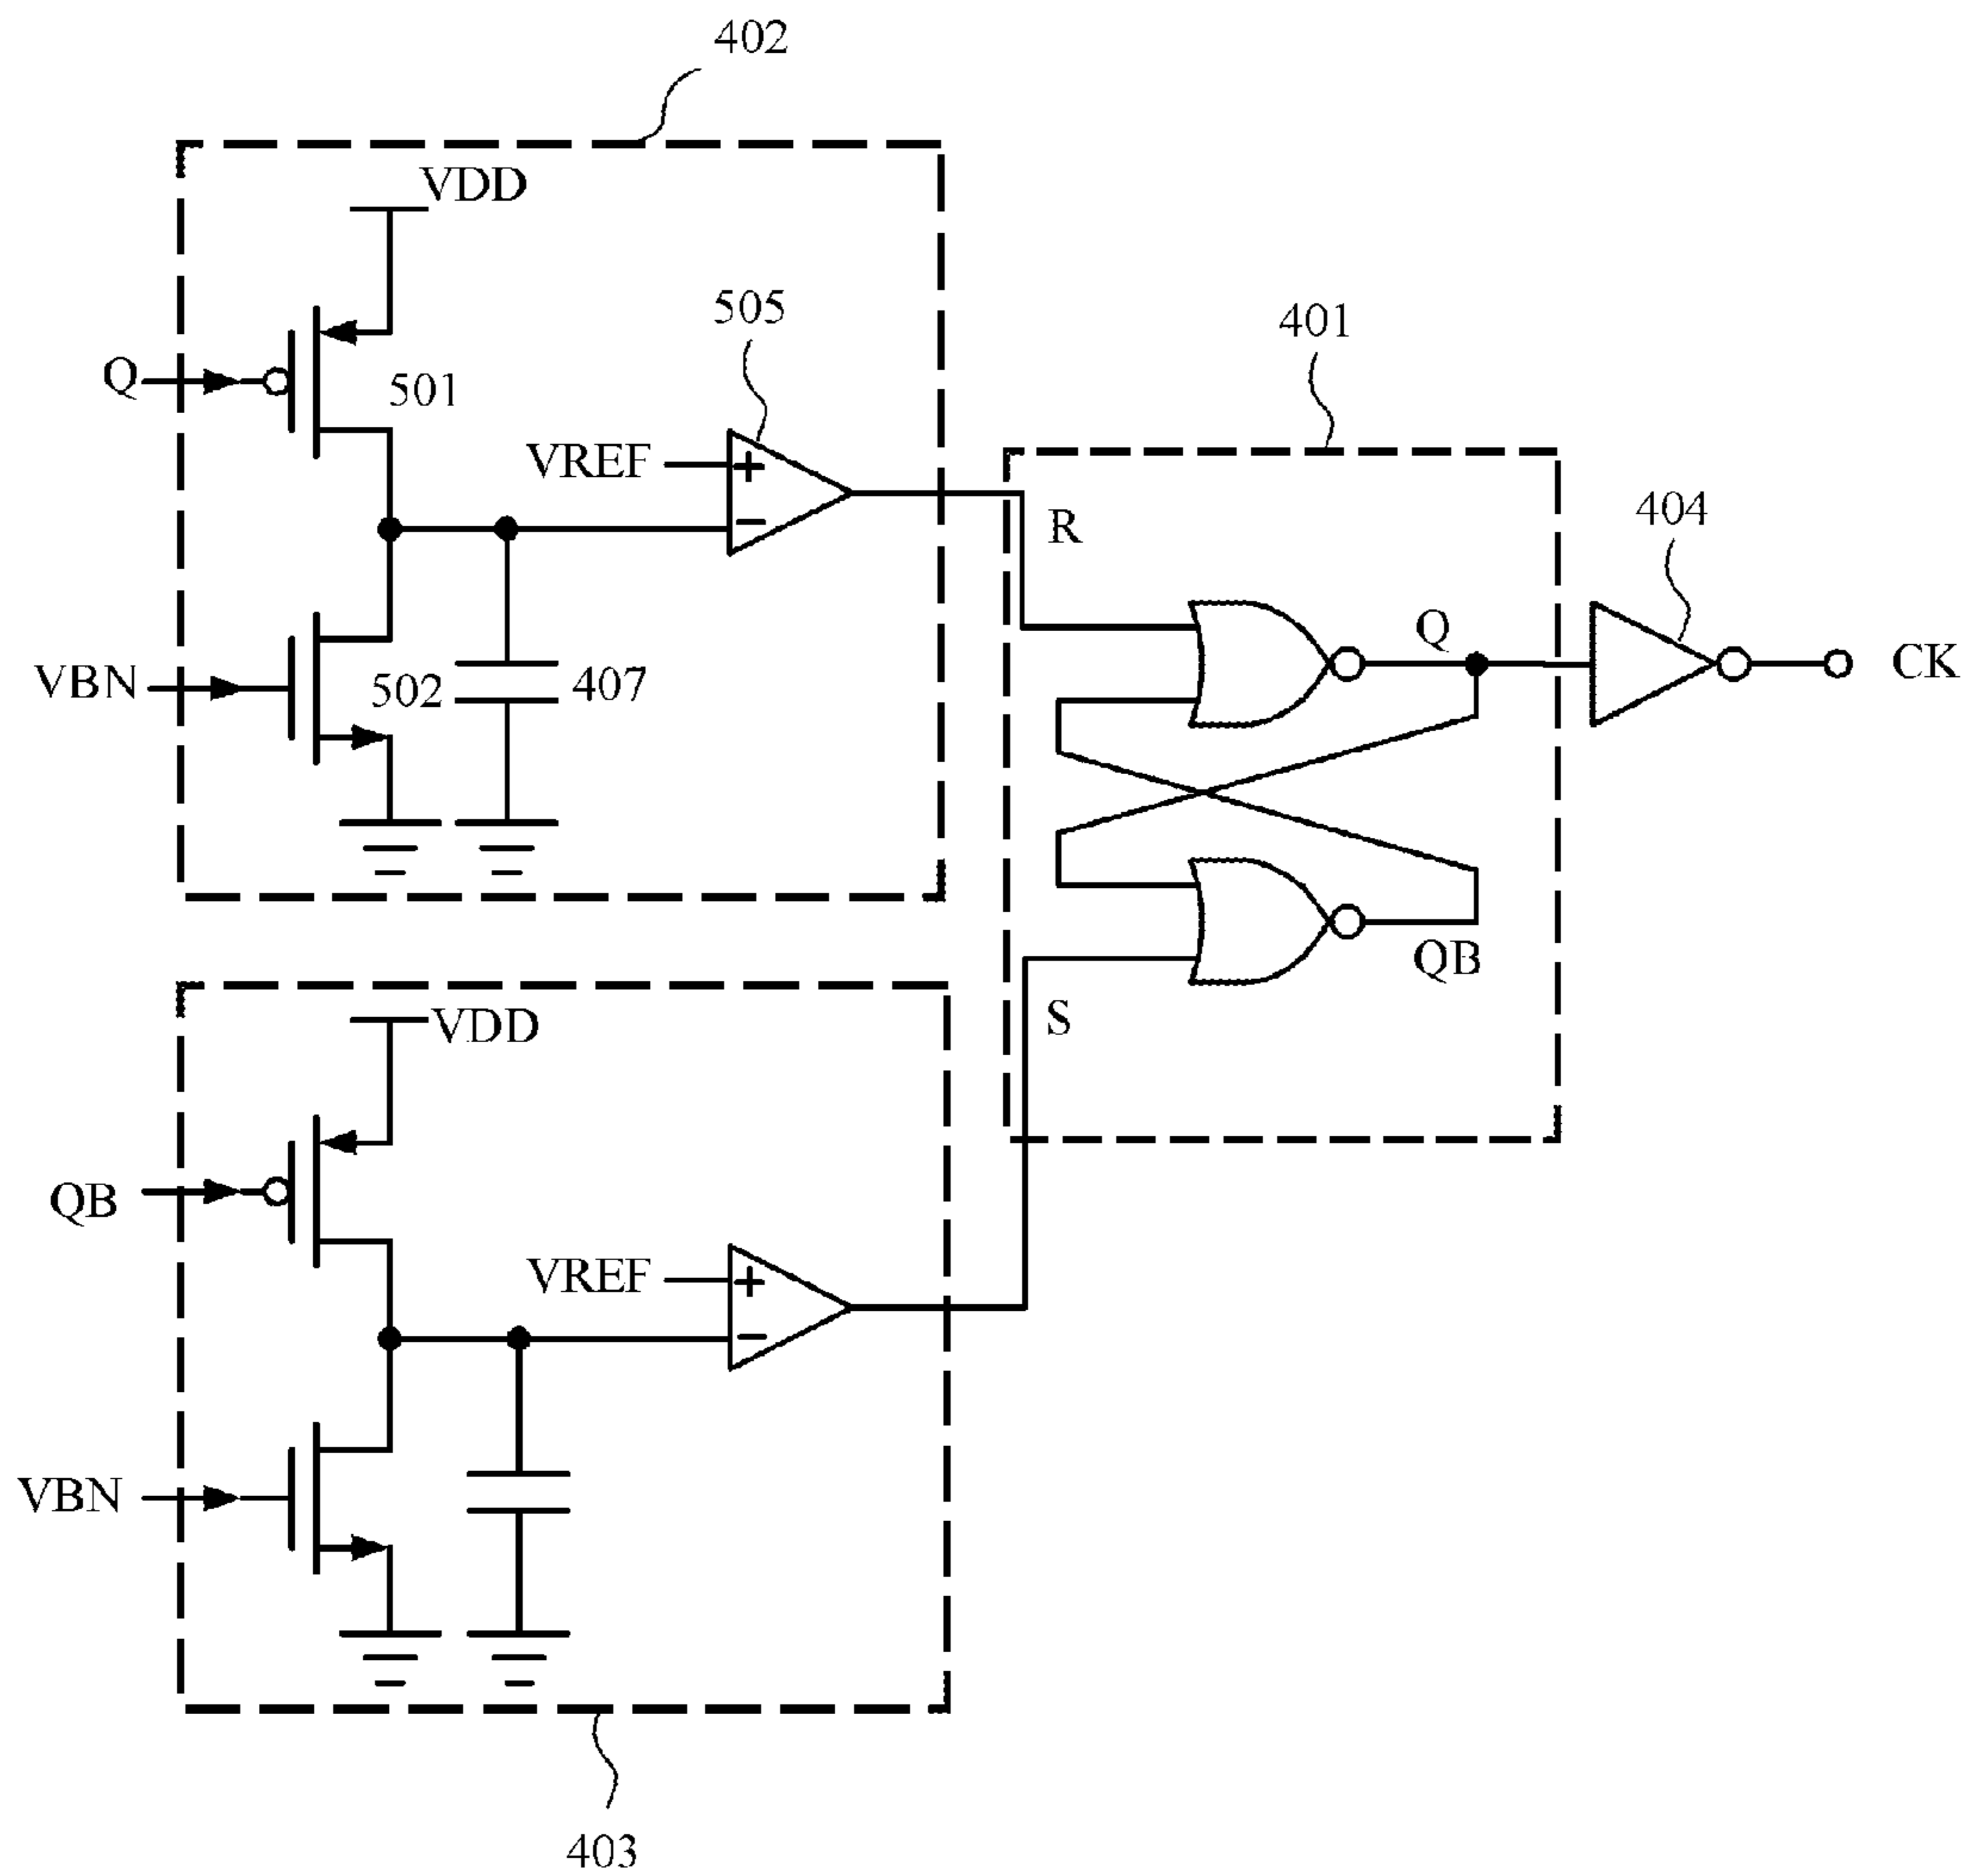 402
VDD
505
401
Q
501
VREF
+
404
R
−
Q
CK
VBN
502
407
QB
S
VDD
QB
VREF
+
−
VBN
403